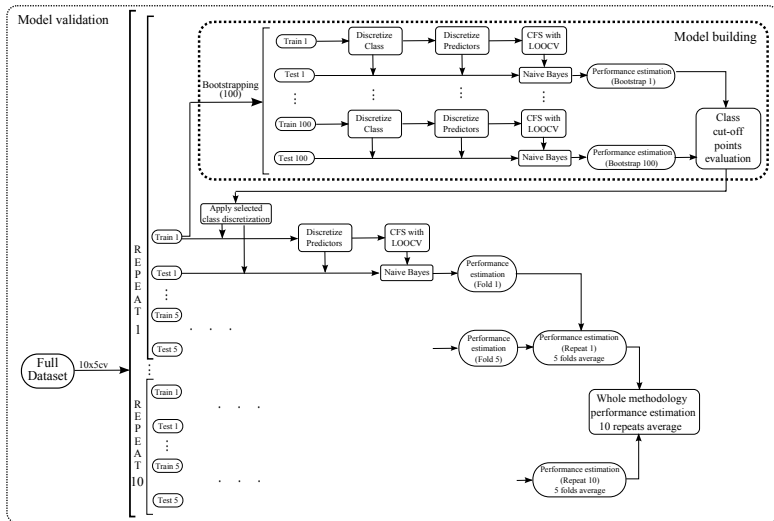 Model validation
Model building
Train 1
Discretize
Class
Discretize
Predictors
CFS with
LOOCV
Test 1
Naive Bayes
Performance estimation
(Bootstrap 1)
Bootstrapping
(100)
Train 100
Discretize
Class
Discretize
Predictors
CFS with
LOOCV
Test 100
Naive Bayes
Performance estimation
(Bootstrap 100)
Class
cut-off
points
evaluation
Apply selected
class discretization
REPEAT 1
Train 1
Discretize
Predictors
CFS with
LOOCV
Test 1
Naive Bayes
Performance
estimation
(Fold 1)
Train 5
Test 5
Performance
estimation
(Fold 5)
Performance estimation
(Repeat 1)
5 folds average
Full
Dataset
10x5cv
REPEAT 10
Train 1
Test 1
Train 5
Test 5
Whole methodology
performance estimation
10 repeats average
Performance estimation
(Repeat 10)
5 folds average